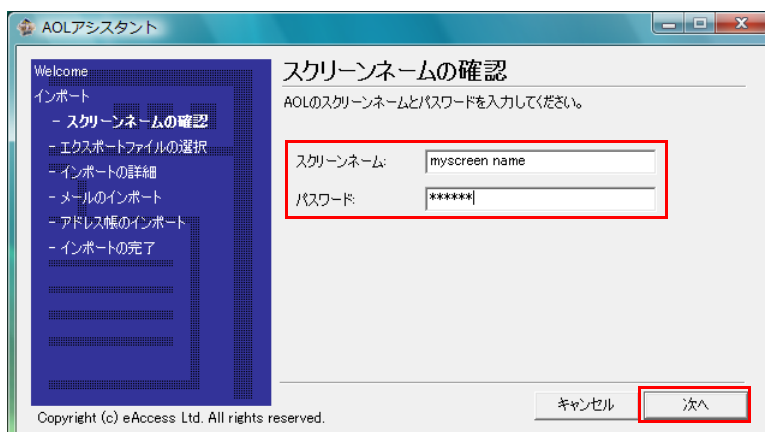 AOLアシスタント
Welcome
インポート
- スクリーンネームの確認
- エクスポートファイルの選択
- インポートの詳細
- メールのインポート
- アドレス帳のインポート
- インポートの完了
スクリーンネームの確認
AOLのスクリーンネームとパスワードを入力してください。
スクリーンネーム: myscreen name
パスワード: ******
キャンセル 次へ
Copyright (c) eAccess Ltd. All rights reserved.